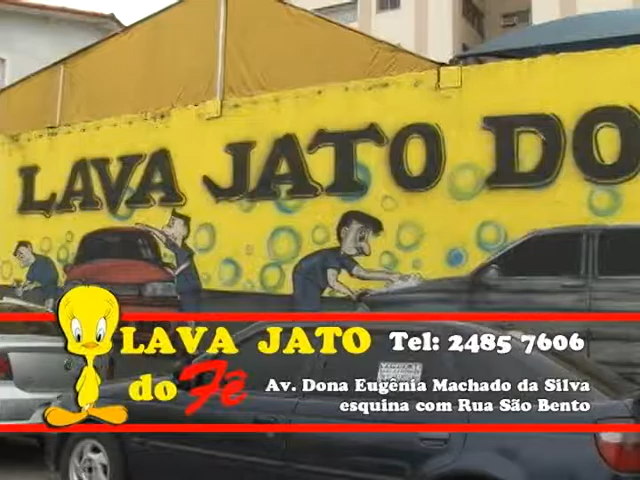 LAVA JATO DO
LAVA JATO
do Fê
Tel: 2485 7606
Av. Dona Eugênia Machado da Silva
esquina com Rua São Bento